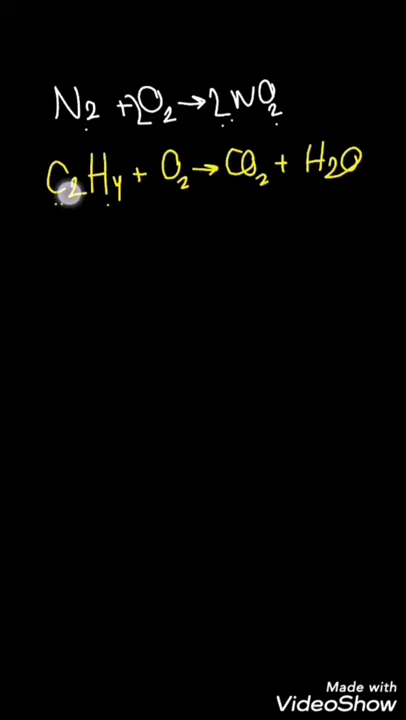 N2 + 2O2 → 2NO2
C2H4 + O2 → CO2 + H2O
Made with
VideoShow